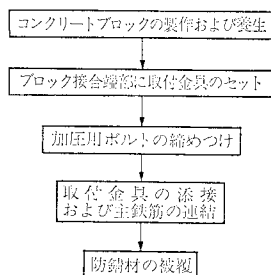 コンクリートブロックの製作および養生
ブロック接合端部に取付金具のセット
加圧用ボルトの締めつけ
取付金具の添接
および主鉄筋の連結
防錆材の被覆